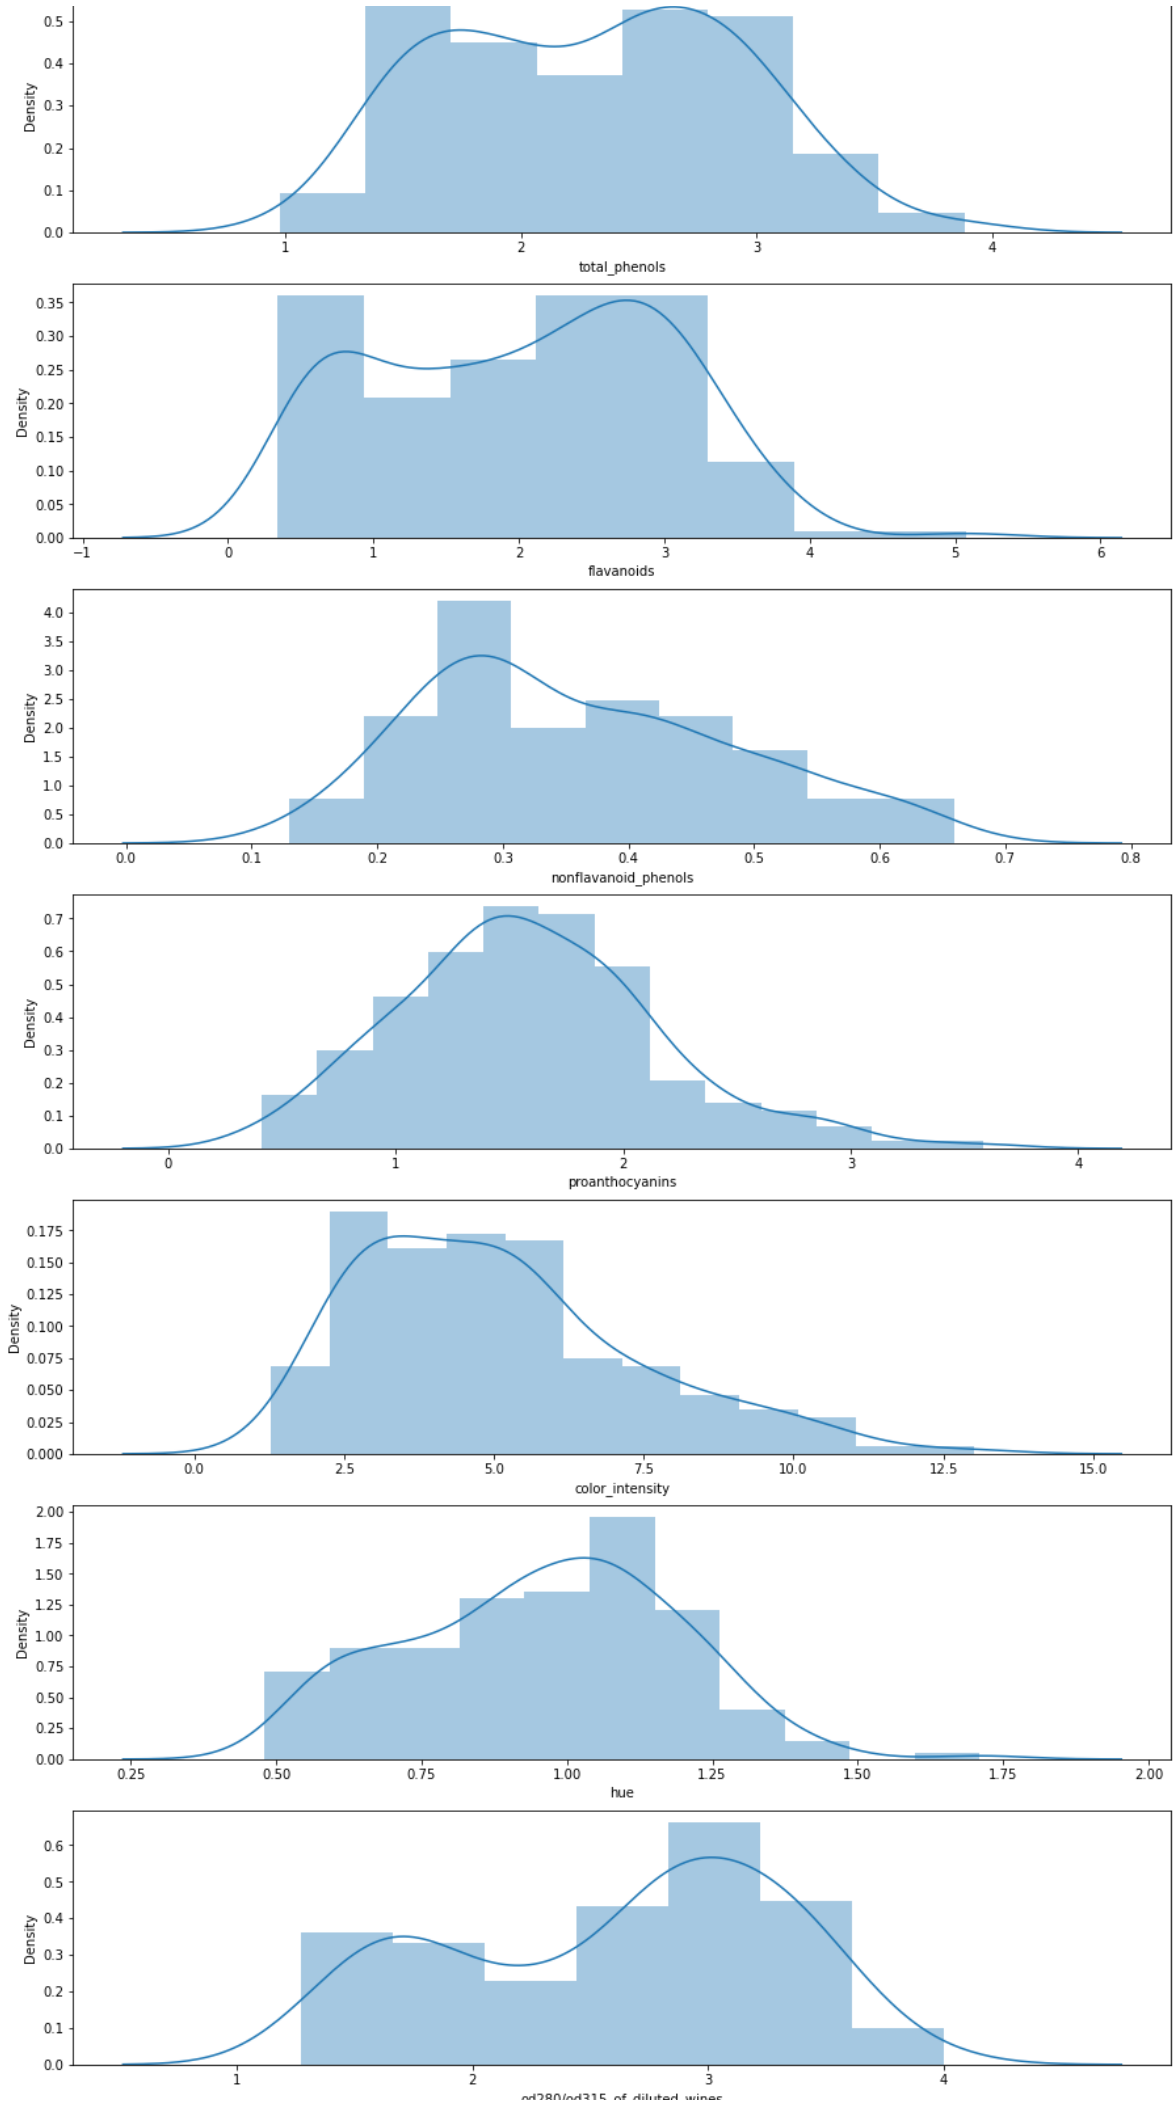 0.5
0.4
0.3
0.2
0.1
0.0
Density
1 2 3 4
total_phenols
0.35
0.30
0.25
0.20
0.15
0.10
0.05
0.00
Density
−1 0 1 2 3 4 5 6
flavanoids
4.0
3.5
3.0
2.5
2.0
1.5
1.0
0.5
0.0
Density
0.0 0.1 0.2 0.3 0.4 0.5 0.6 0.7 0.8
nonflavanoid_phenols
0.7
0.6
0.5
0.4
0.3
0.2
0.1
0.0
Density
0 1 2 3 4
proanthocyanins
0.175
0.150
0.125
0.100
0.075
0.050
0.025
0.000
Density
0.0 2.5 5.0 7.5 10.0 12.5 15.0
color_intensity
2.00
1.75
1.50
1.25
1.00
0.75
0.50
0.25
0.00
Density
0.25 0.50 0.75 1.00 1.25 1.50 1.75 2.00
hue
0.6
0.5
0.4
0.3
0.2
0.1
0.0
Density
1 2 3 4
od280/od315_of_diluted_wines